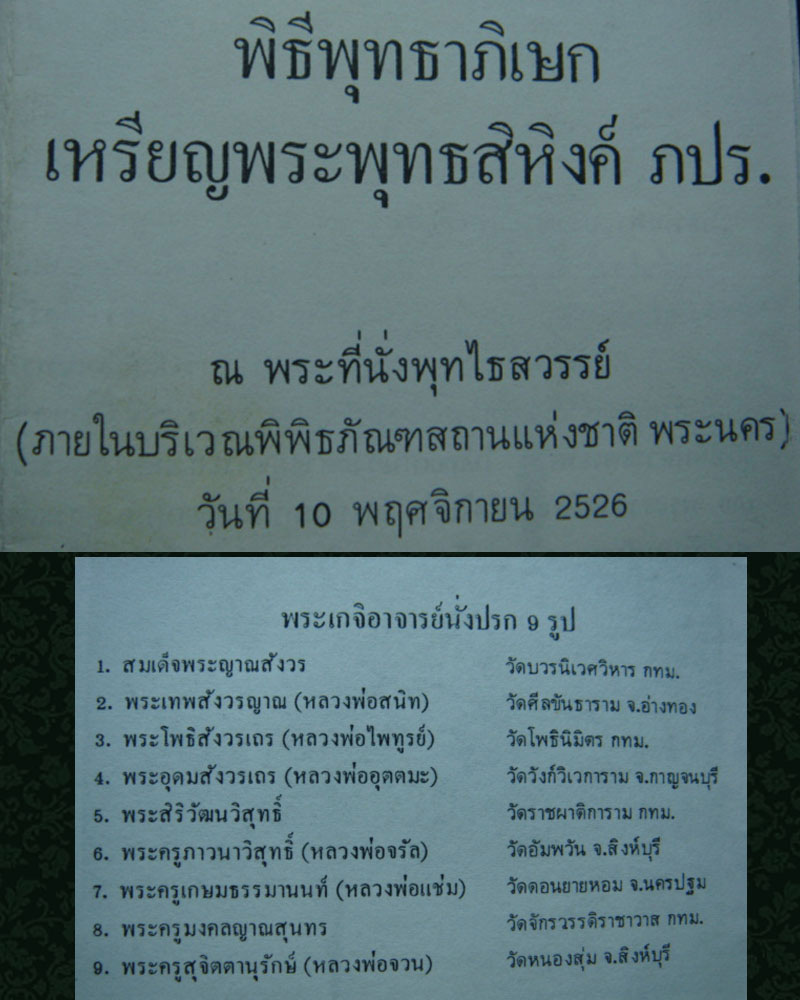 พิธีพุทธาภิเษก
เหรียญพระพุทธสิหิงค์ ภปร.
ณ พระที่นั่งพุทไธสวรรย์
(ภายในบริเวณพิพิธภัณฑสถานแห่งชาติ พระนคร)
วันที่ 10 พฤศจิกายน 2526
พระเกจิอาจารย์นั่งปรก 9 รูป
1. สมเด็จพระญาณสังวร วัดบวรนิเวศวิหาร กทม.
2. พระเทพสังวรญาณ (หลวงพ่อสนิท) วัดศีลขันธาราม จ.อ่างทอง
3. พระโพธิสังวรเถร (หลวงพ่อไพทูรย์) วัดโพธินิมิตร กทม.
4. พระอุดมสังวรเถร (หลวงพ่ออุตตมะ) วัดวังก์วิเวการาม จ.กาญจนบุรี
5. พระสิริวัฒนวิสุทธิ์ วัดราชผาติการาม กทม.
6. พระครูภาวนาวิสุทธิ์ (หลวงพ่อจรัล) วัดอัมพวัน จ.สิงห์บุรี
7. พระครูเกษมธรรมานนท์ (หลวงพ่อแช่ม) วัดดอนยายหอม จ.นครปฐม
8. พระครูมงคลญาณสุนทร วัดจักรวรรดิราชาวาส กทม.
9. พระครูสุจิตตานุรักษ์ (หลวงพ่อจวน) วัดหนองสุ่ม จ.สิงห์บุรี